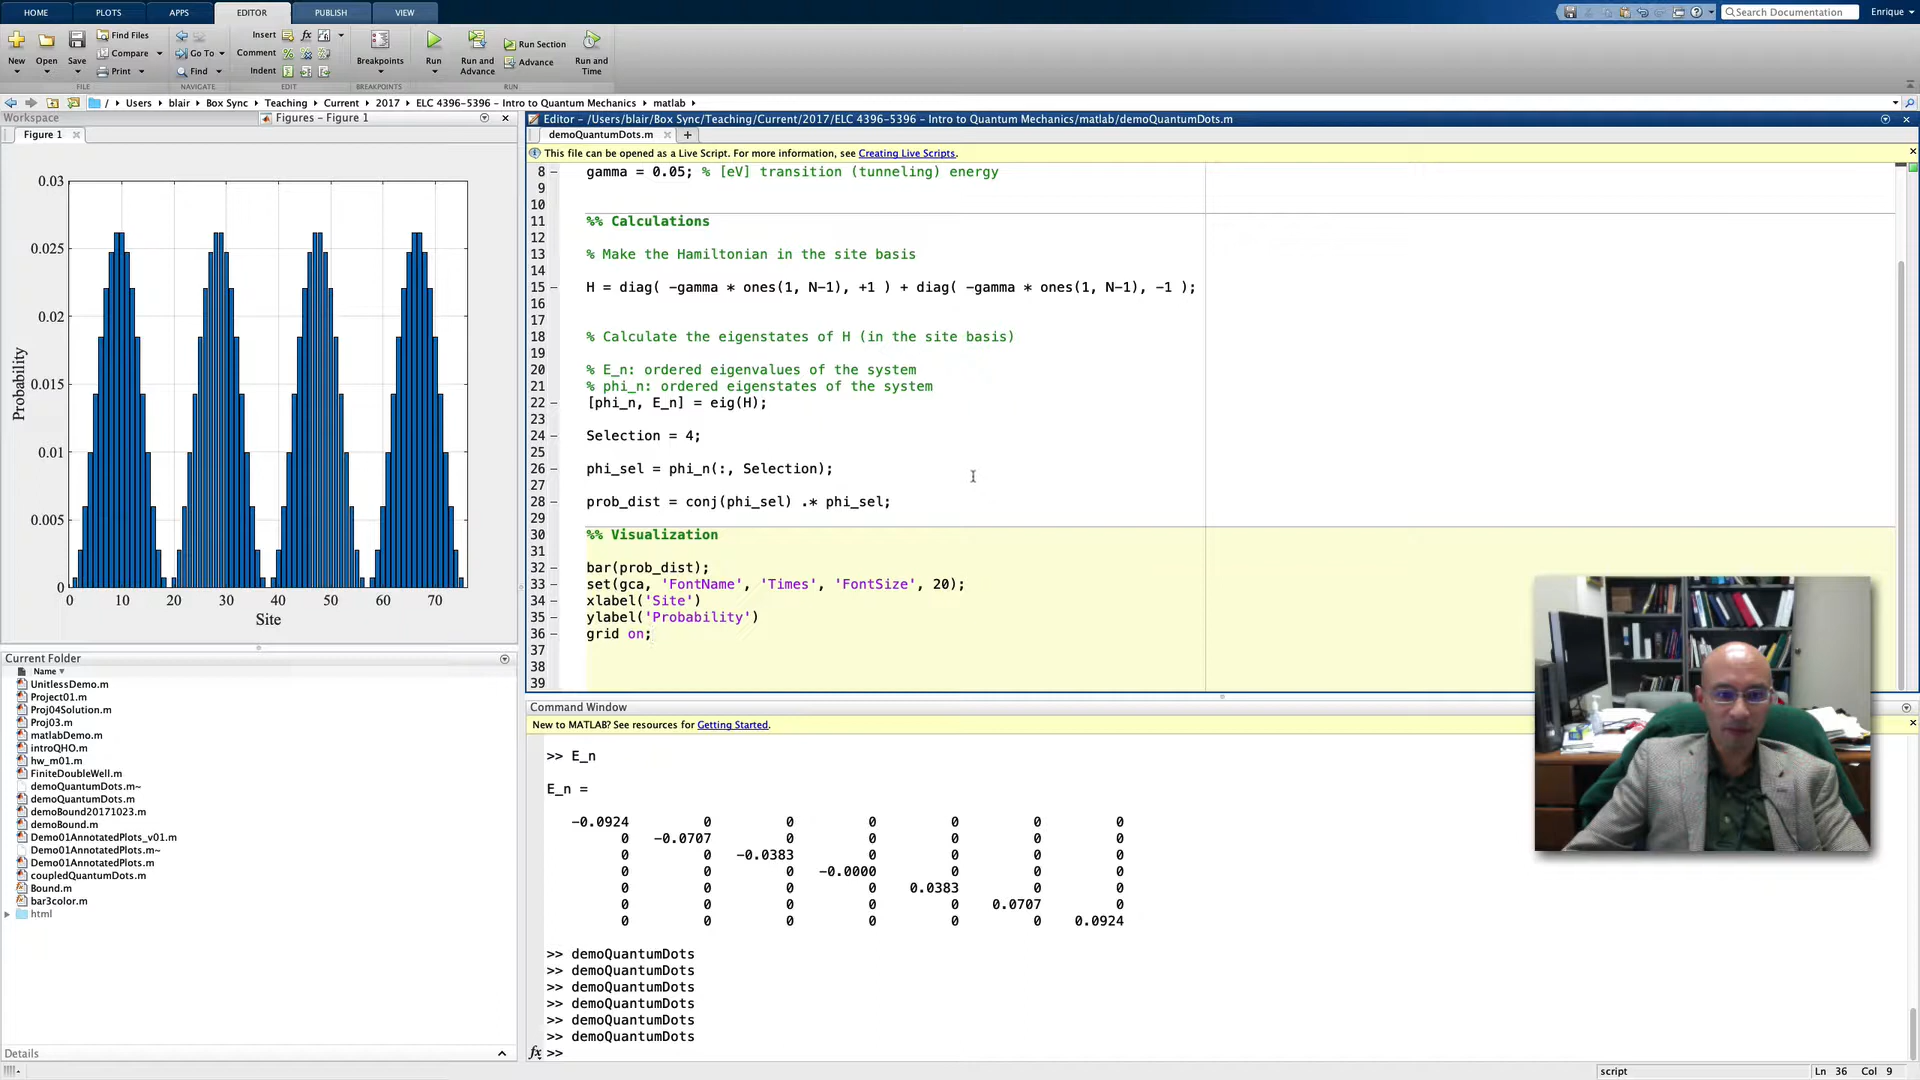 HOME PLOTS APPS EDITOR PUBLISH VIEW
Search Documentation Enrique
New Open Save Find Files Compare Print Go To Find Insert Comment Indent Breakpoints Run Run and Advance Run Section Advance Run and Time
FILE NAVIGATE EDIT BREAKPOINTS RUN
/ Users blair Box Sync Teaching Current 2017 ELC 4396-5396 - Intro to Quantum Mechanics matlab
Workspace Figures - Figure 1
Figure 1
0.03
0.025
0.02
0.015
0.01
0.005
0
Probability
0 10 20 30 40 50 60 70
Site
Current Folder
Name
UnitlessDemo.m
Project01.m
Proj04Solution.m
Proj03.m
matlabDemo.m
introQHO.m
hw_m01.m
FiniteDoubleWell.m
demoQuantumDots.m~
demoQuantumDots.m
demoBound20171023.m
demoBound.m
Demo01AnnotatedPlots_v01.m
Demo01AnnotatedPlots.m~
Demo01AnnotatedPlots.m
coupledQuantumDots.m
Bound.m
bar3color.m
html
Details
Editor - /Users/blair/Box Sync/Teaching/Current/2017/ELC 4396-5396 - Intro to Quantum Mechanics/matlab/demoQuantumDots.m
demoQuantumDots.m
This file can be opened as a Live Script. For more information, see Creating Live Scripts.
8 gamma = 0.05; % [eV] transition (tunneling) energy
9
10
11 %% Calculations
12
13 % Make the Hamiltonian in the site basis
14
15 H = diag( -gamma * ones(1, N-1), +1 ) + diag( -gamma * ones(1, N-1), -1 );
16
17
18 % Calculate the eigenstates of H (in the site basis)
19
20 % E_n: ordered eigenvalues of the system
21 % phi_n: ordered eigenstates of the system
22 [phi_n, E_n] = eig(H);
23
24 Selection = 4;
25
26 phi_sel = phi_n(:, Selection);
27
28 prob_dist = conj(phi_sel) .* phi_sel;
29
30 %% Visualization
31
32 bar(prob_dist);
33 set(gca, 'FontName', 'Times', 'FontSize', 20);
34 xlabel('Site')
35 ylabel('Probability')
36 grid on;
37
38
39
Command Window
New to MATLAB? See resources for Getting Started.
>> E_n
E_n =
-0.0924 0 0 0 0 0 0
0 -0.0707 0 0 0 0 0
0 0 -0.0383 0 0 0 0
0 0 0 -0.0000 0 0 0
0 0 0 0 0.0383 0 0
0 0 0 0 0 0.0707 0
0 0 0 0 0 0 0.0924
>> demoQuantumDots
>> demoQuantumDots
>> demoQuantumDots
>> demoQuantumDots
>> demoQuantumDots
>> demoQuantumDots
fx >>
script Ln 36 Col 9